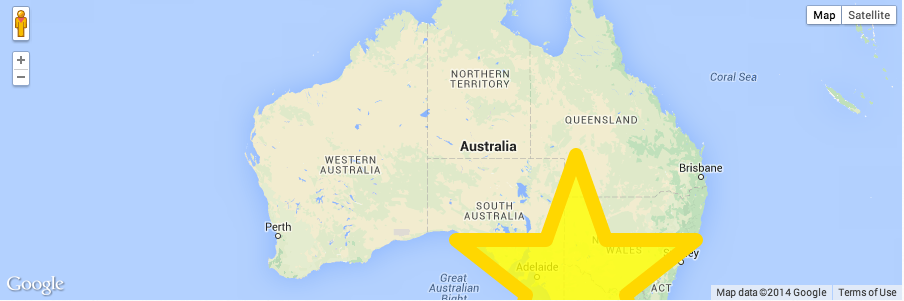 Map Satellite
Coral Sea
NORTHERN
TERRITORY
QUEENSLAND
Australia
WESTERN
AUSTRALIA
Brisbane
SOUTH
AUSTRALIA
Perth
WALES
Adelaide
Great
Australian
Bight
ACT
Google
Map data ©2014 Google
Terms of Use